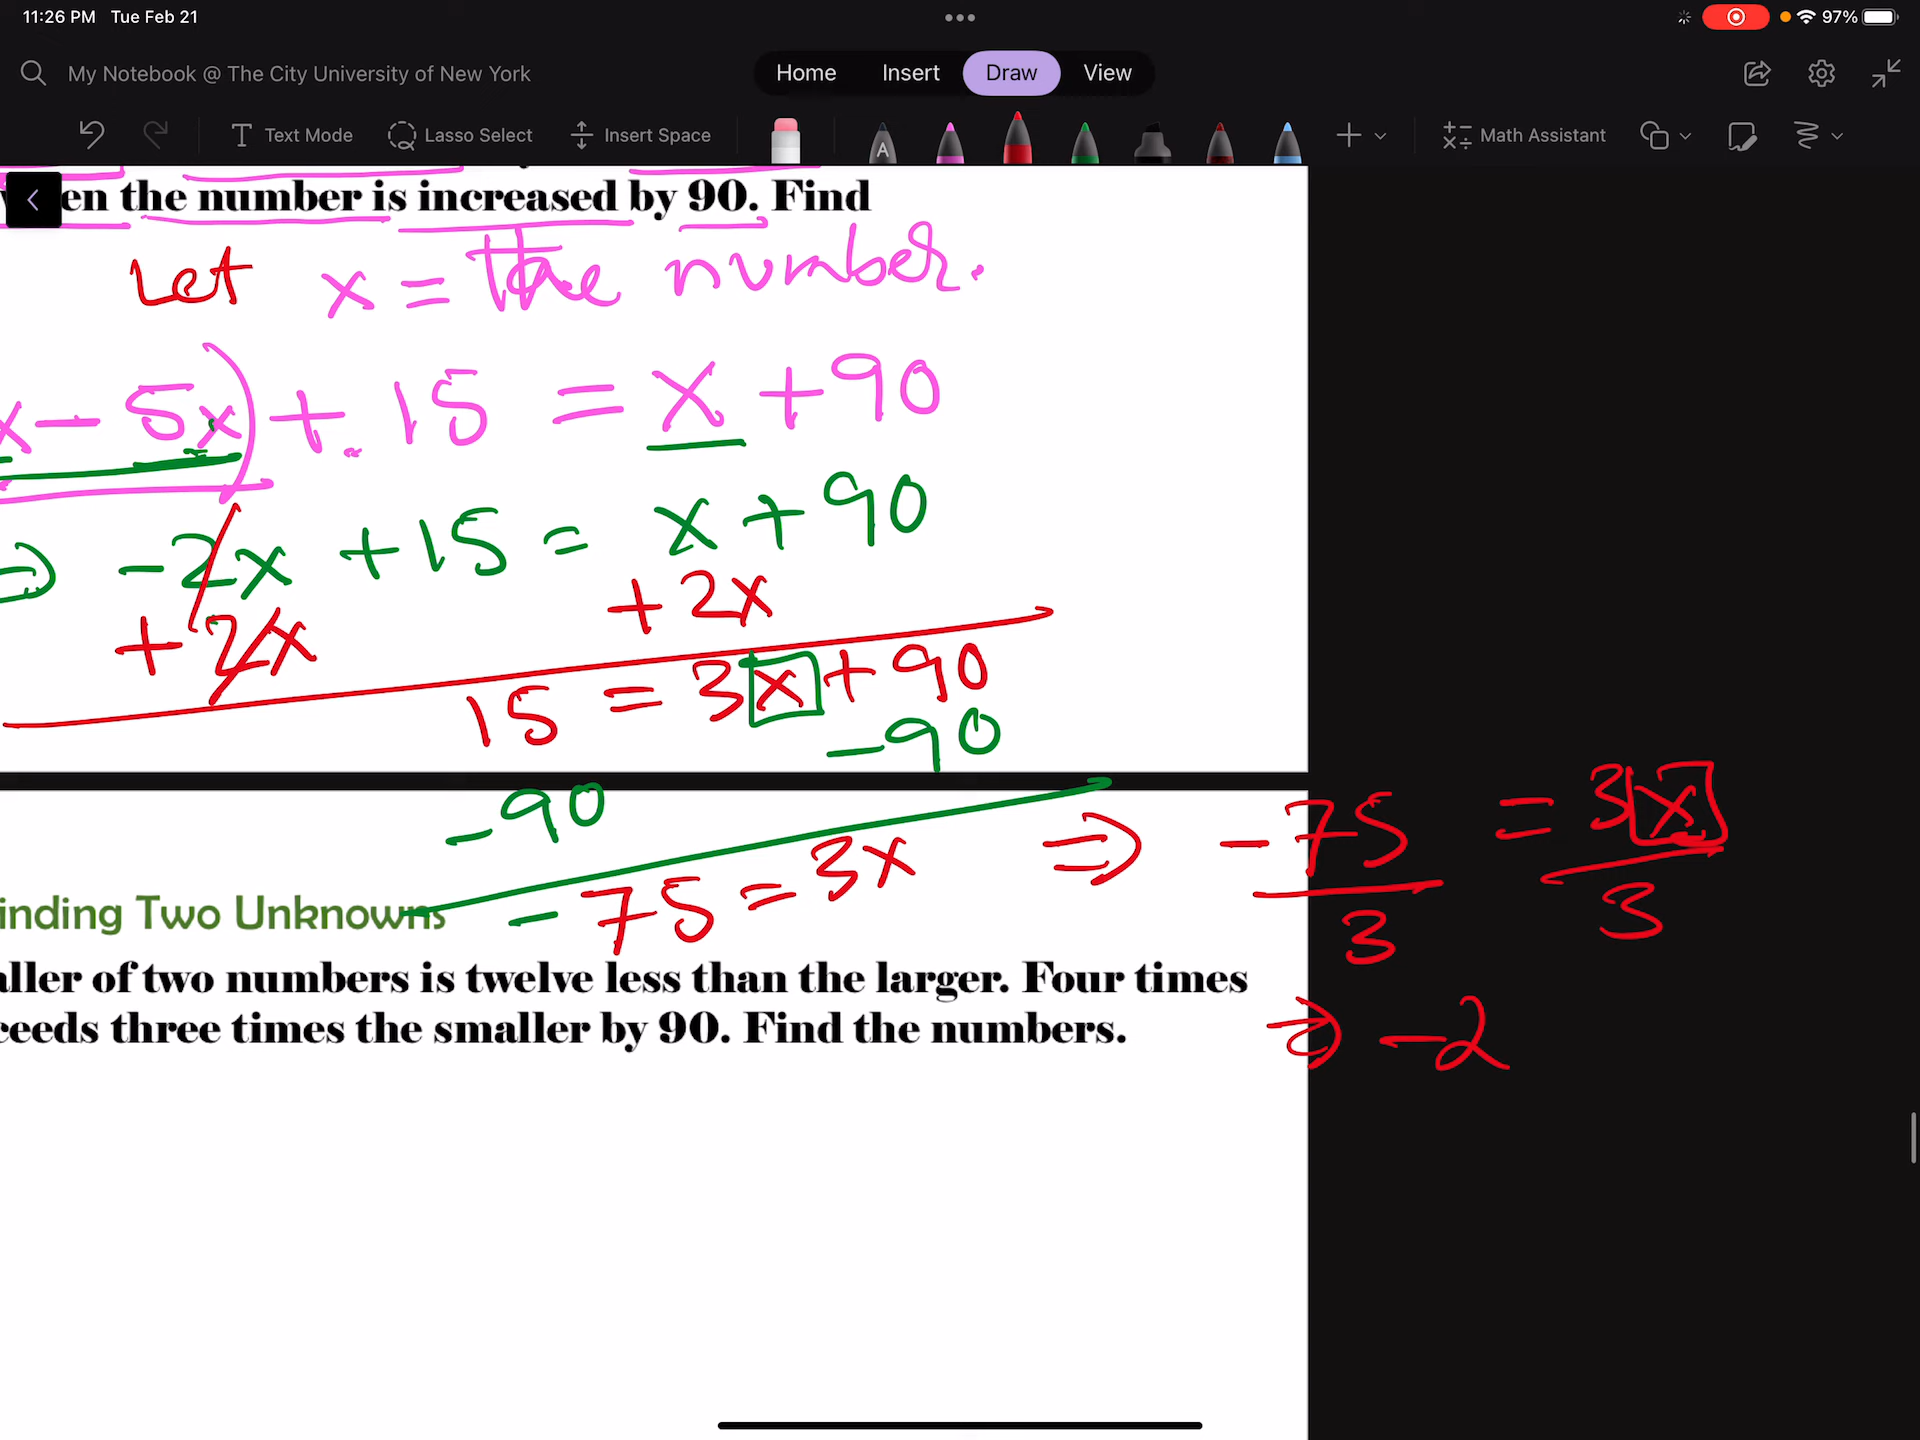 11:26 PM Tue Feb 21
97%
My Notebook @ The City University of New York
Home Insert Draw View
Text Mode Lasso Select Insert Space A Math Assistant
en the number is increased by 90. Find
Let x = the number.
x - 5x) + 15 = x + 90
⇒ -2x + 15 = x + 90
+ 2x + 2x
15 = 3x + 90
- 90
- 90
- 75 = 3x ⇒ - 75 = 3x
3 3
inding Two Unknowns
aller of two numbers is twelve less than the larger. Four times
ceeds three times the smaller by 90. Find the numbers.
⇒ -2